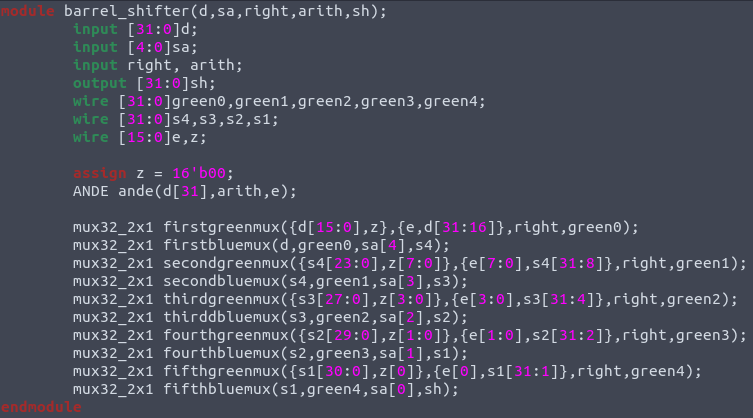 module barrel_shifter(d,sa,right,arith,sh);
input [31:0]d;
input [4:0]sa;
input right, arith;
output [31:0]sh;
wire [31:0]green0,green1,green2,green3,green4;
wire [31:0]s4,s3,s2,s1;
wire [15:0]e,z;
assign z = 16'b00;
ANDE ande(d[31],arith,e);
mux32_2x1 firstgreenmux({d[15:0],z},{e,d[31:16]},right,green0);
mux32_2x1 firstbluemux(d,green0,sa[4],s4);
mux32_2x1 secondgreenmux({s4[23:0],z[7:0]},{e[7:0],s4[31:8]},right,green1);
mux32_2x1 secondbluemux(s4,green1,sa[3],s3);
mux32_2x1 thirdgreenmux({s3[27:0],z[3:0]},{e[3:0],s3[31:4]},right,green2);
mux32_2x1 thirddbluemux(s3,green2,sa[2],s2);
mux32_2x1 fourthgreenmux({s2[29:0],z[1:0]},{e[1:0],s2[31:2]},right,green3);
mux32_2x1 fourthbluemux(s2,green3,sa[1],s1);
mux32_2x1 fifthgreenmux({s1[30:0],z[0]},{e[0],s1[31:1]},right,green4);
mux32_2x1 fifthbluemux(s1,green4,sa[0],sh);
endmodule